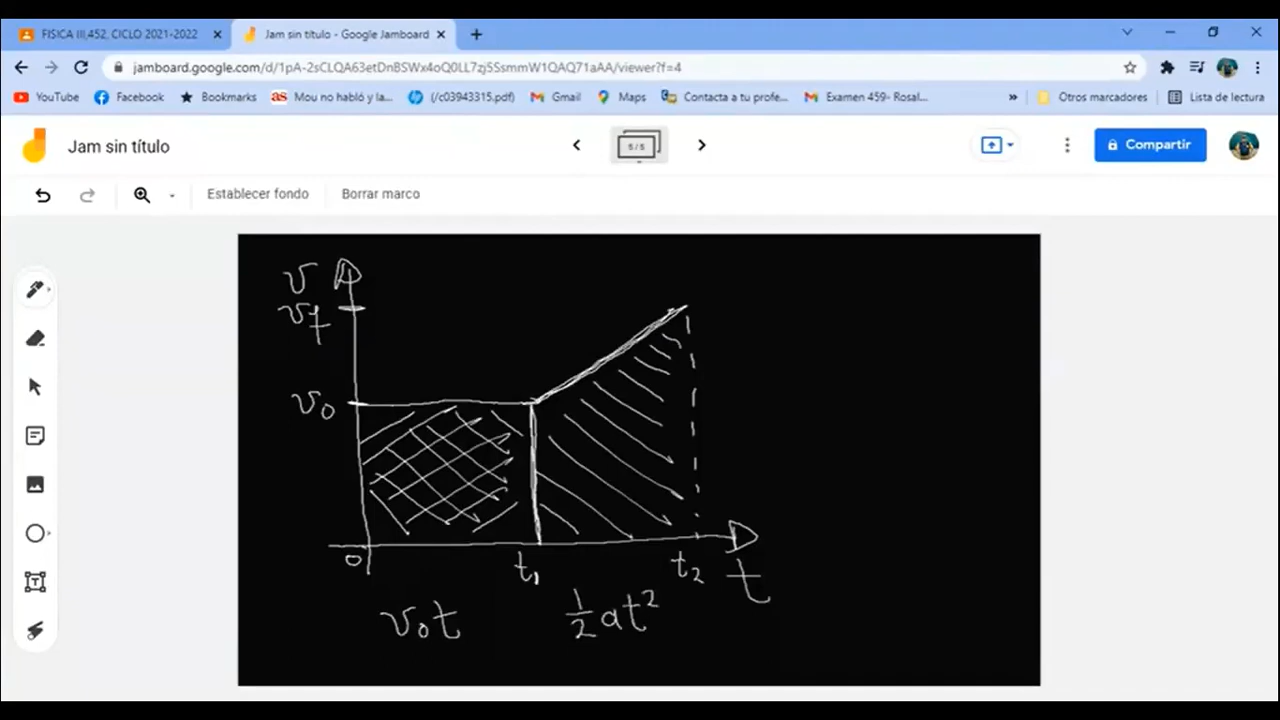 FISICA III,452, CICLO 2021-2022
Jam sin título - Google Jamboard
jamboard.google.com/d/1pA-2sCLQA63etDnBSWx4oQ0LL7zj5SsmmW1QAQ71aAA/viewer?f=4
YouTube
Facebook
Bookmarks
as Mou no habló y la...
(/c03943315.pdf)
Gmail
Maps
Contacta a tu profe...
Examen 459- Rosal...
»
Otros marcadores
Lista de lectura
Jam sin título
5 / 5
Compartir
Establecer fondo
Borrar marco
v
vf
v₀
0
t₁
t₂
t
v₀t
½at²